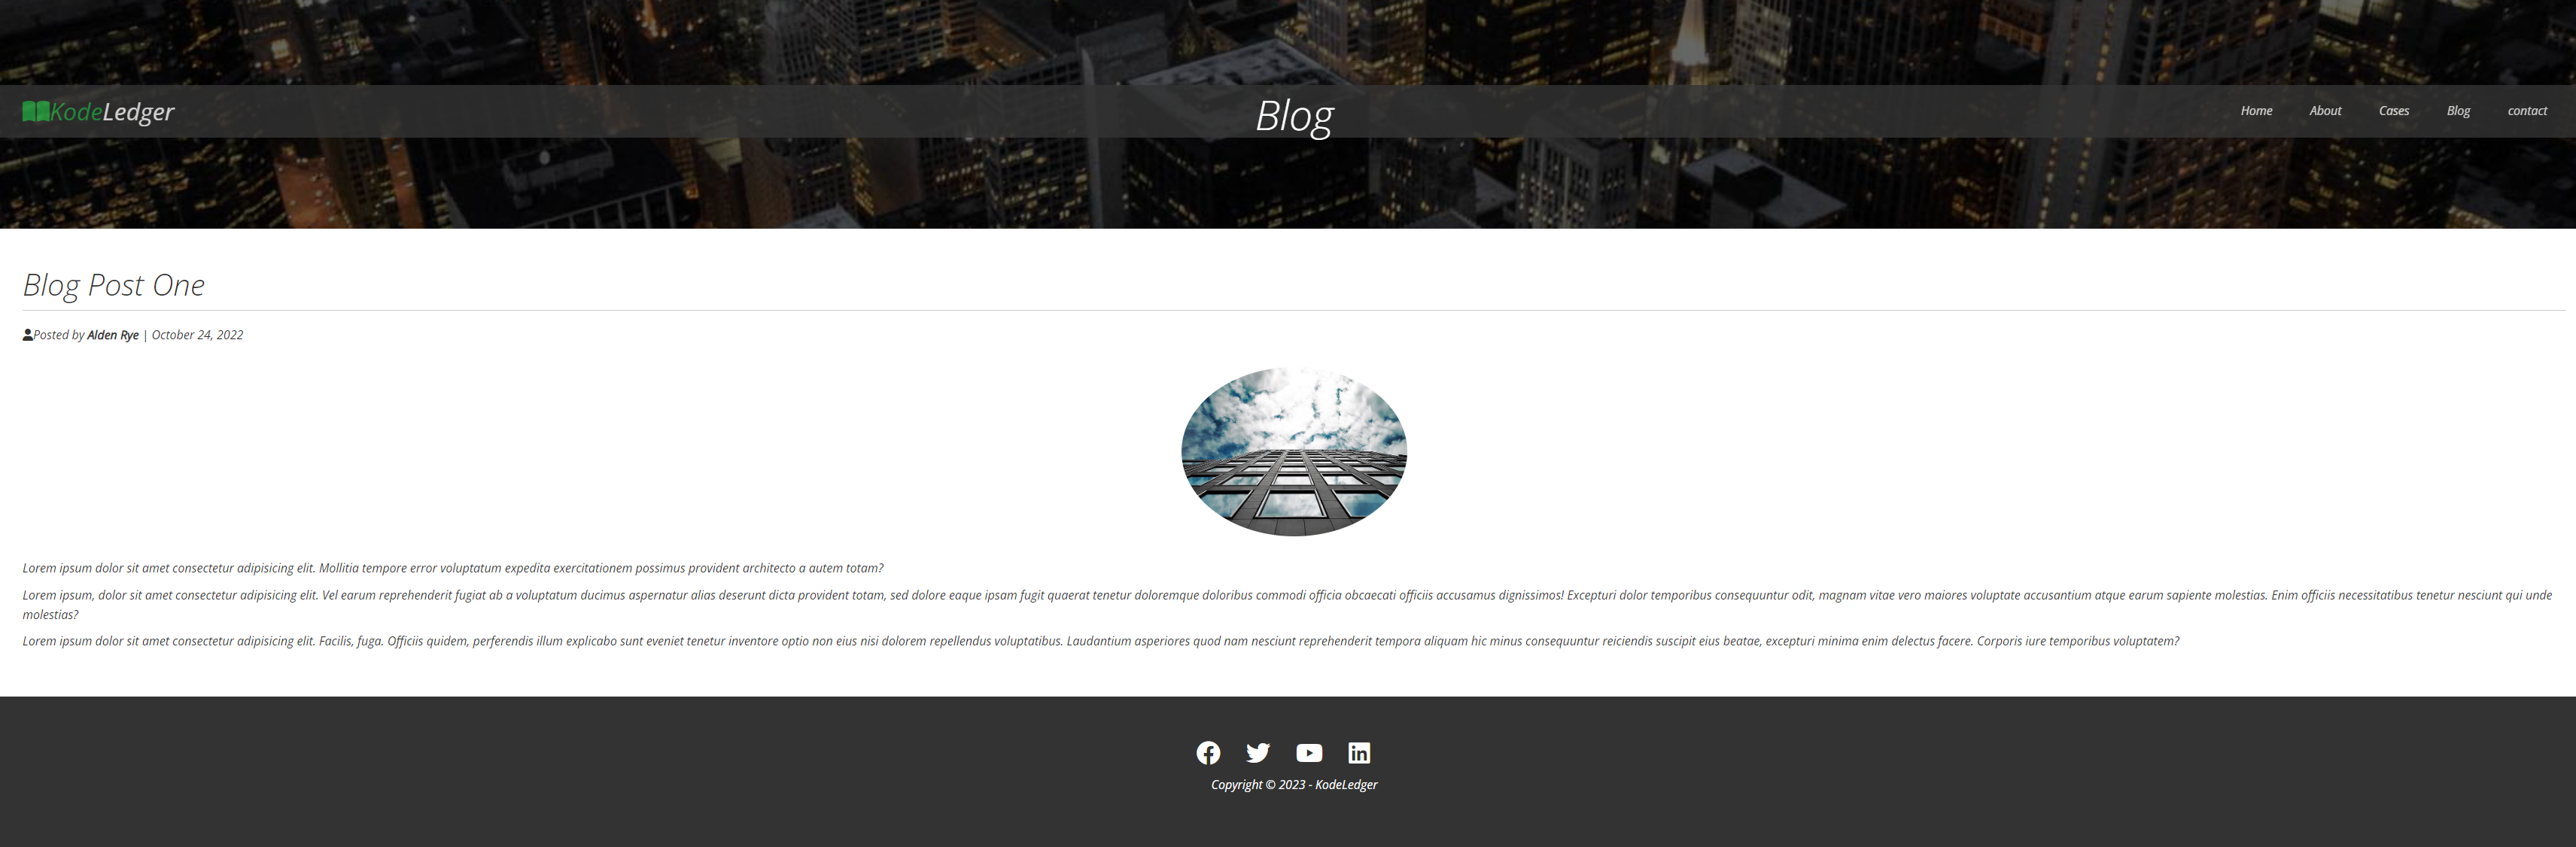 KodeLedger
Blog
Home About Cases Blog contact
Blog Post One
Posted by Alden Rye | October 24, 2022
Lorem ipsum dolor sit amet consectetur adipisicing elit. Mollitia tempore error voluptatum expedita exercitationem possimus provident architecto a autem totam?
Lorem ipsum, dolor sit amet consectetur adipisicing elit. Vel earum reprehenderit fugiat ab a voluptatum ducimus aspernatur alias deserunt dicta provident totam, sed dolore eaque ipsam fugit quaerat tenetur doloremque doloribus commodi officia obcaecati officiis accusamus dignissimos! Excepturi dolor temporibus consequuntur odit, magnam vitae vero maiores voluptate accusantium atque earum sapiente molestias. Enim officiis necessitatibus tenetur nesciunt qui unde
molestias?
Lorem ipsum dolor sit amet consectetur adipisicing elit. Facilis, fuga. Officiis quidem, perferendis illum explicabo sunt eveniet tenetur inventore optio non eius nisi dolorem repellendus voluptatibus. Laudantium asperiores quod nam nesciunt reprehenderit tempora aliquam hic minus consequuntur reiciendis suscipit eius beatae, excepturi minima enim delectus facere. Corporis iure temporibus voluptatem?
Copyright © 2023 - KodeLedger